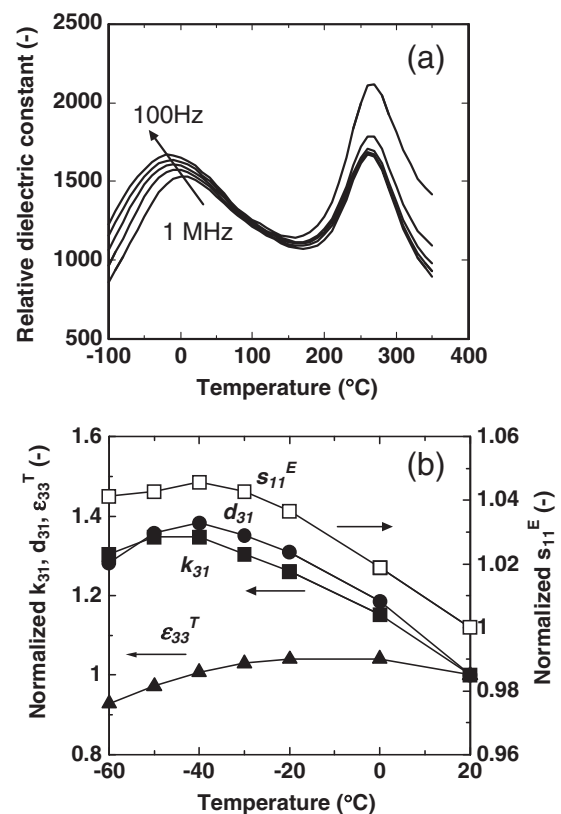 (a)
2500
2000
1500
1000
500
100Hz
1 MHz
Relative dielectric constant (-)
-100 0 100 200 300 400
Temperature (°C)
(b)
1.6
1.4
1.2
1
0.8
1.06
1.04
1.02
1
0.98
0.96
s₁₁ᴱ
d₃₁
k₃₁
ε₃₃ᵀ
Normalized k₃₁, d₃₁, ε₃₃ᵀ (-)
Normalized s₁₁ᴱ (-)
-60 -40 -20 0 20
Temperature (°C)